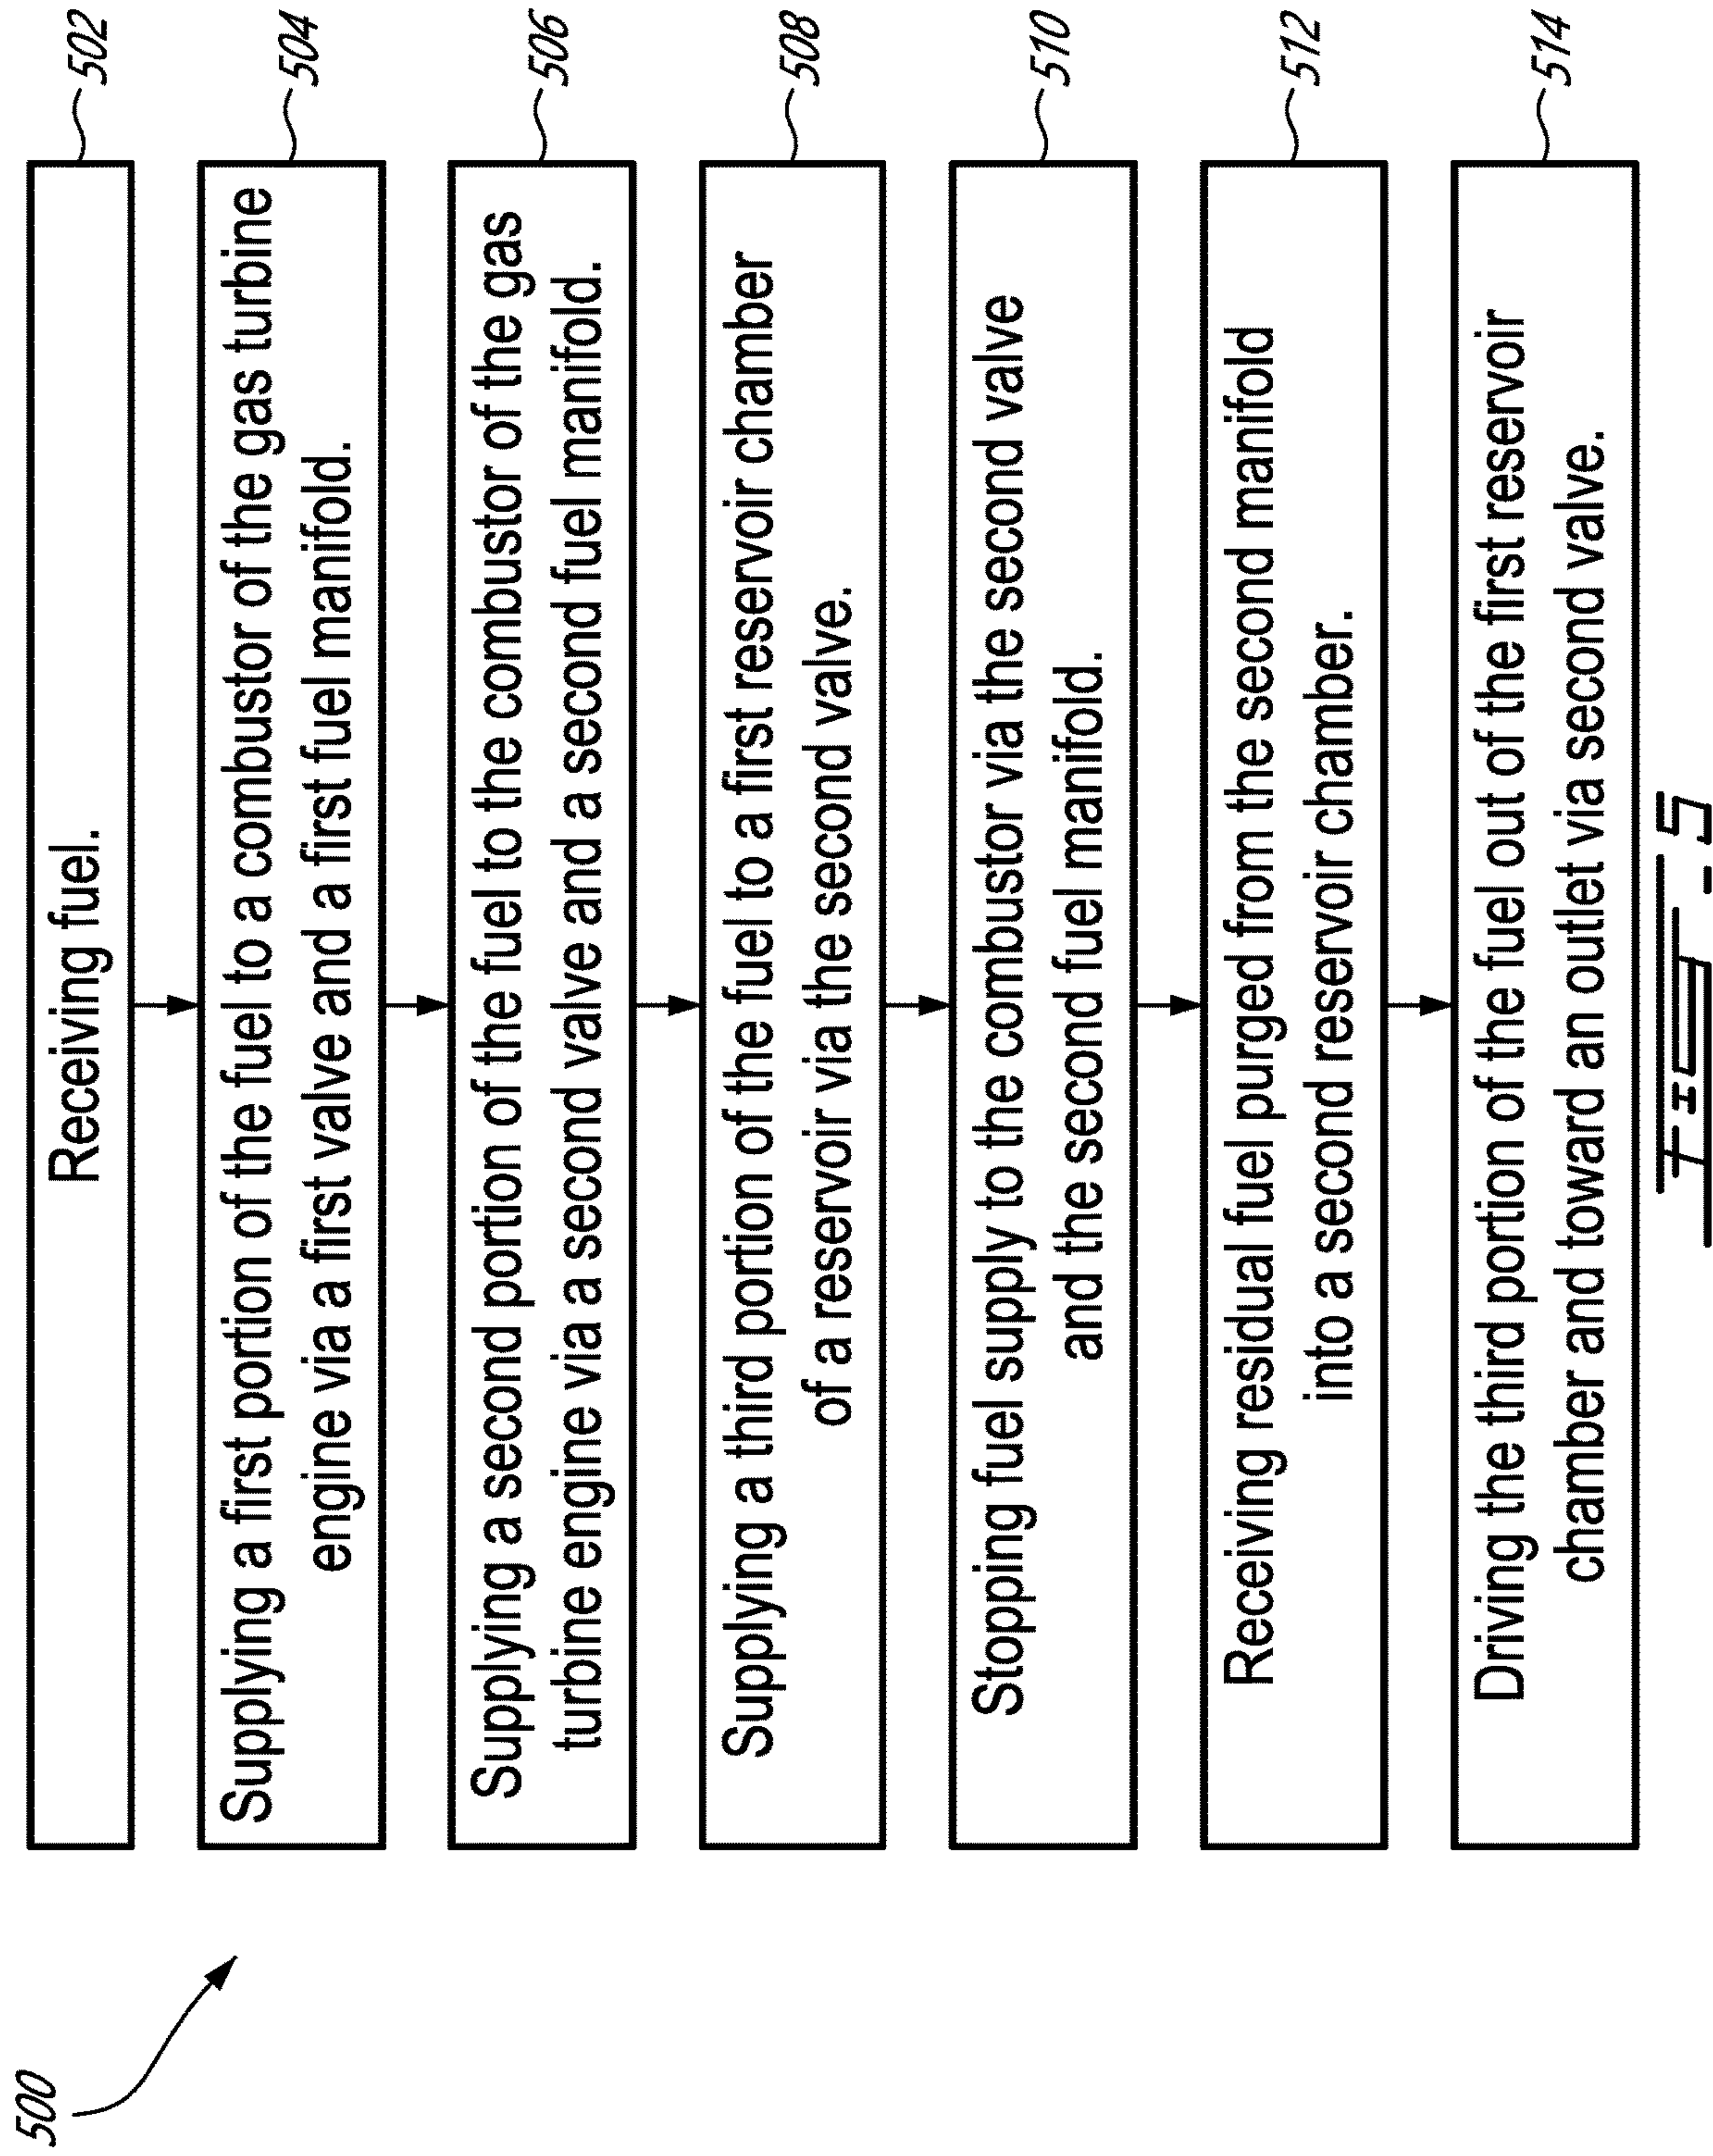 500
Receiving fuel.
502
Supplying a first portion of the fuel to a combustor of the gas turbine
engine via a first valve and a first fuel manifold.
504
Supplying a second portion of the fuel to the combustor of the gas
turbine engine via a second valve and a second fuel manifold.
506
Supplying a third portion of the fuel to a first reservoir chamber
of a reservoir via the second valve.
508
Stopping fuel supply to the combustor via the second valve
and the second fuel manifold.
510
Receiving residual fuel purged from the second manifold
into a second reservoir chamber.
512
Driving the third portion of the fuel out of the first reservoir
chamber and toward an outlet via second valve.
514
FIG. 5